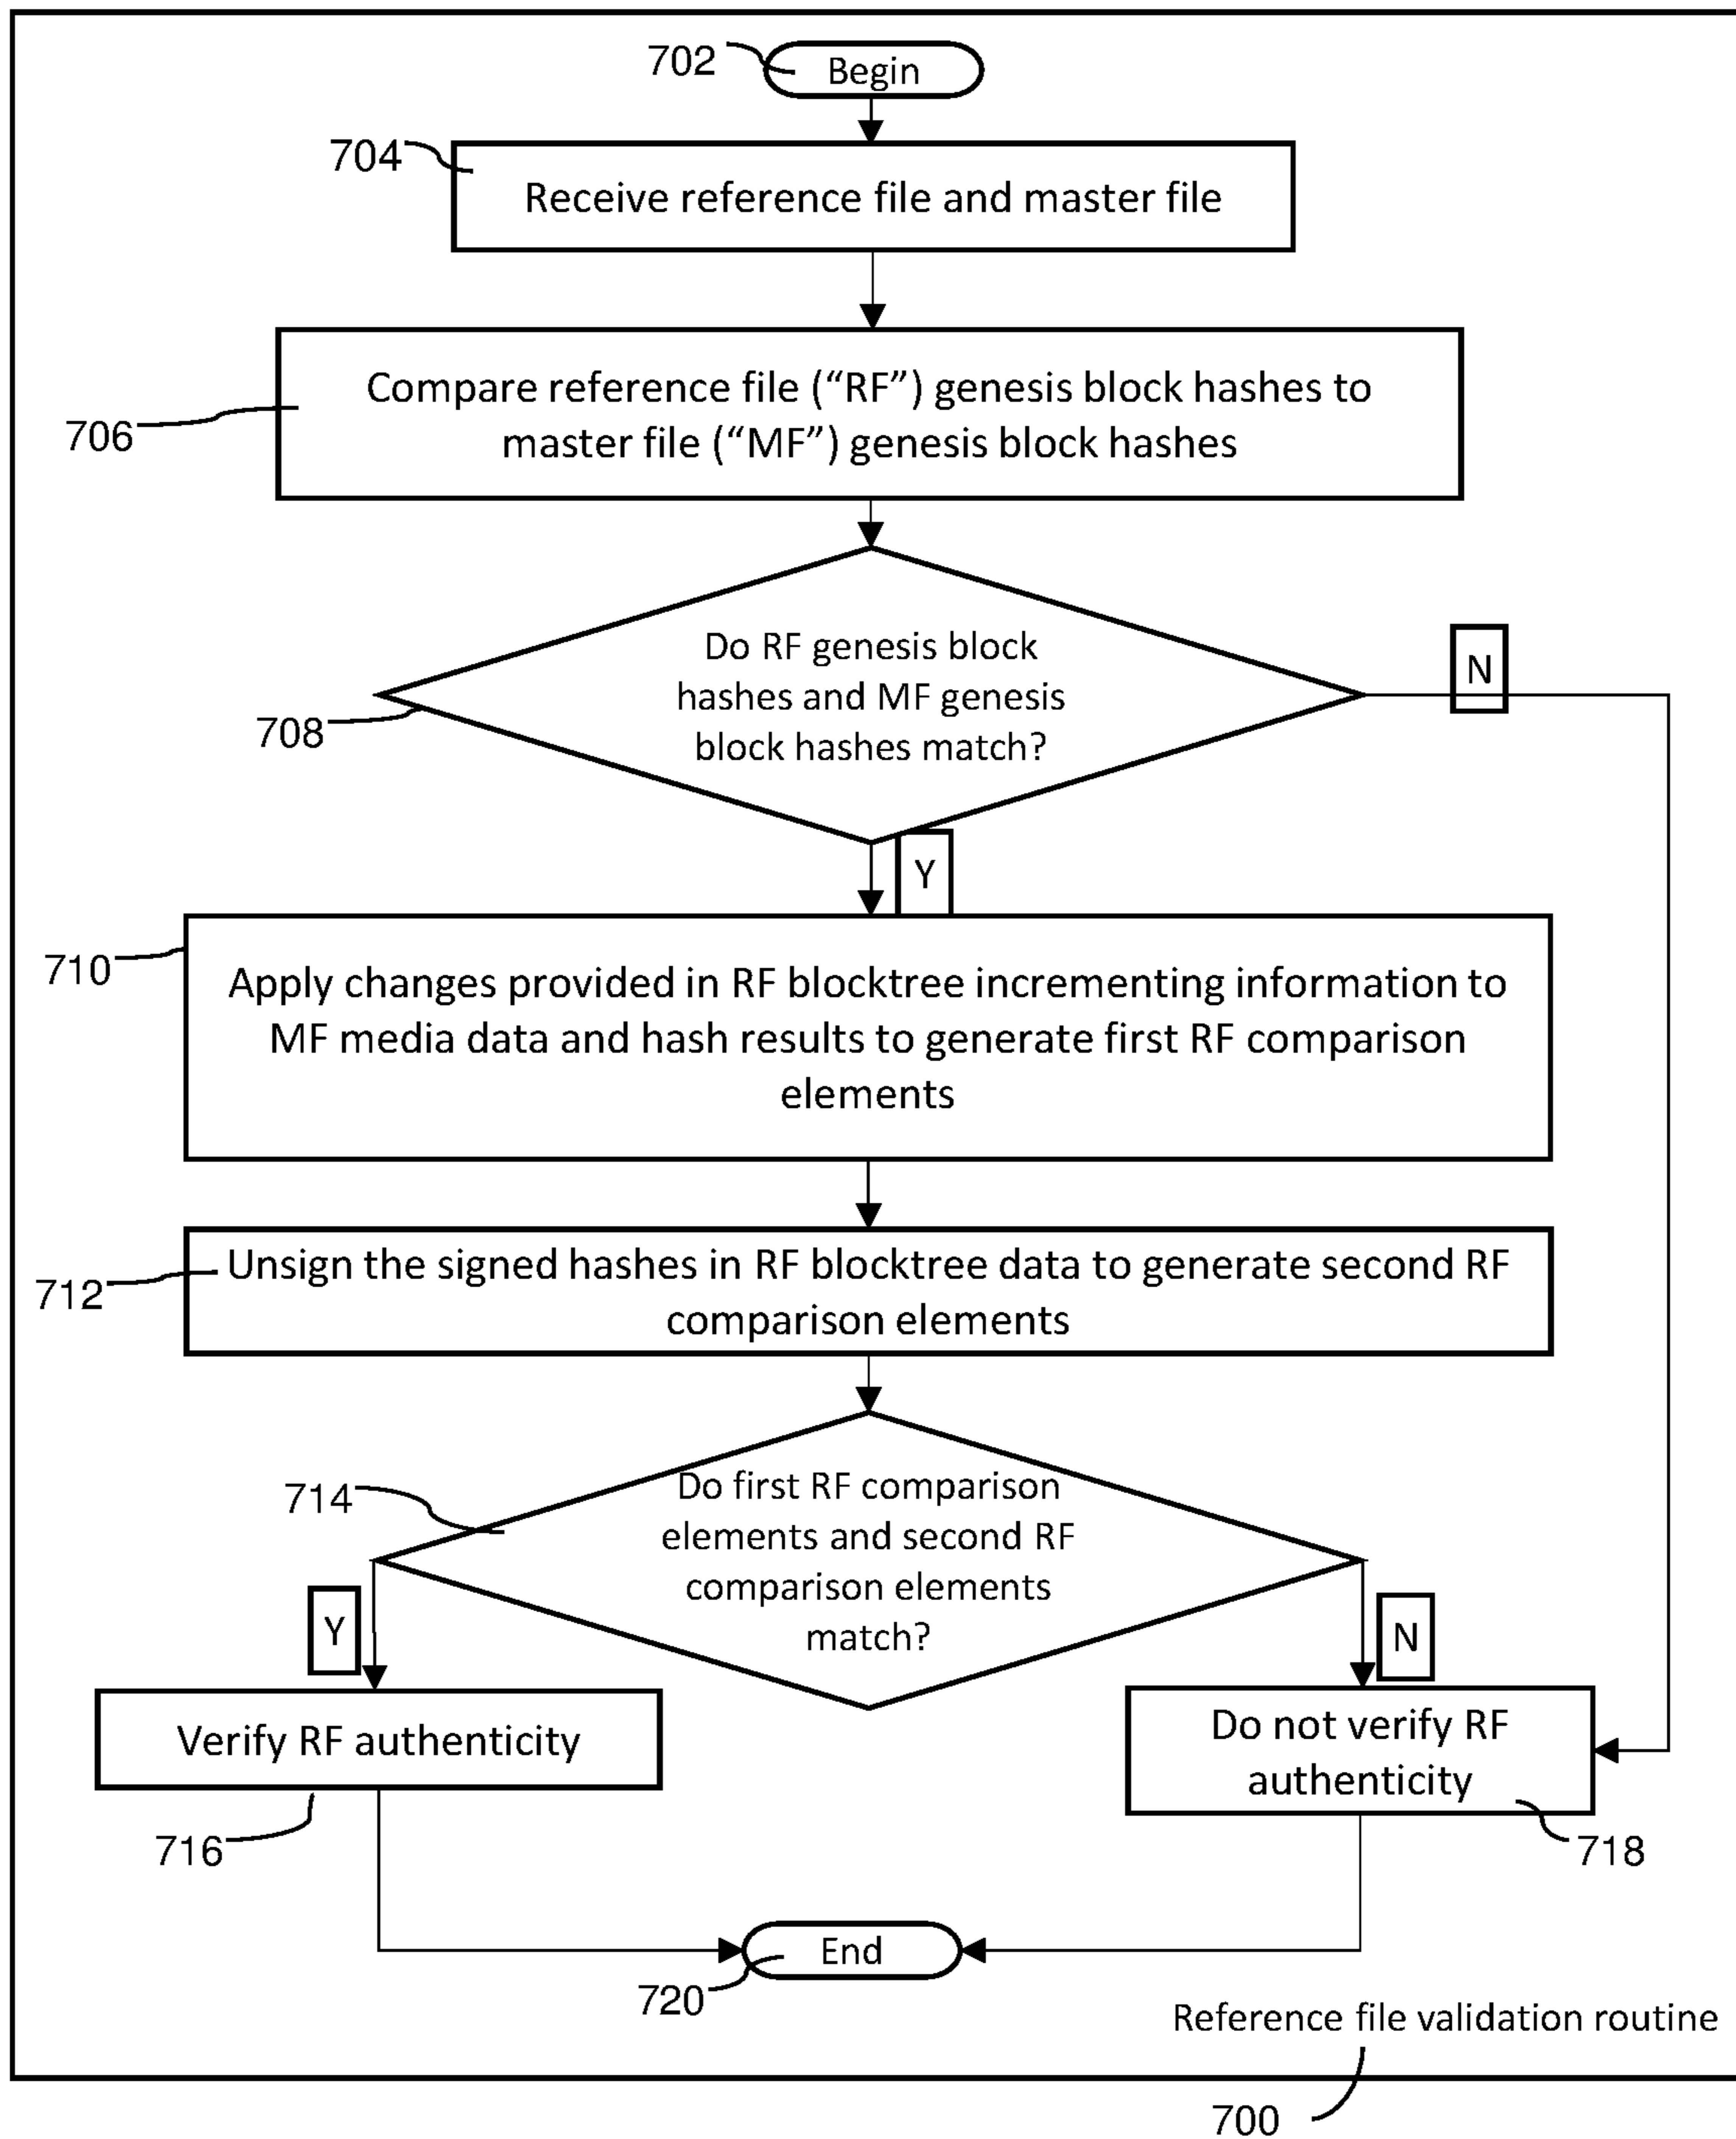 702
Begin
704
Receive reference file and master file
706
Compare reference file (“RF”) genesis block hashes to
master file (“MF”) genesis block hashes
708
Do RF genesis block
hashes and MF genesis
block hashes match?
N
Y
710
Apply changes provided in RF blocktree incrementing information to
MF media data and hash results to generate first RF comparison
elements
712
Unsign the signed hashes in RF blocktree data to generate second RF
comparison elements
714
Do first RF comparison
elements and second RF
comparison elements
match?
Y
N
Verify RF authenticity
716
Do not verify RF
authenticity
718
End
720
Reference file validation routine
700